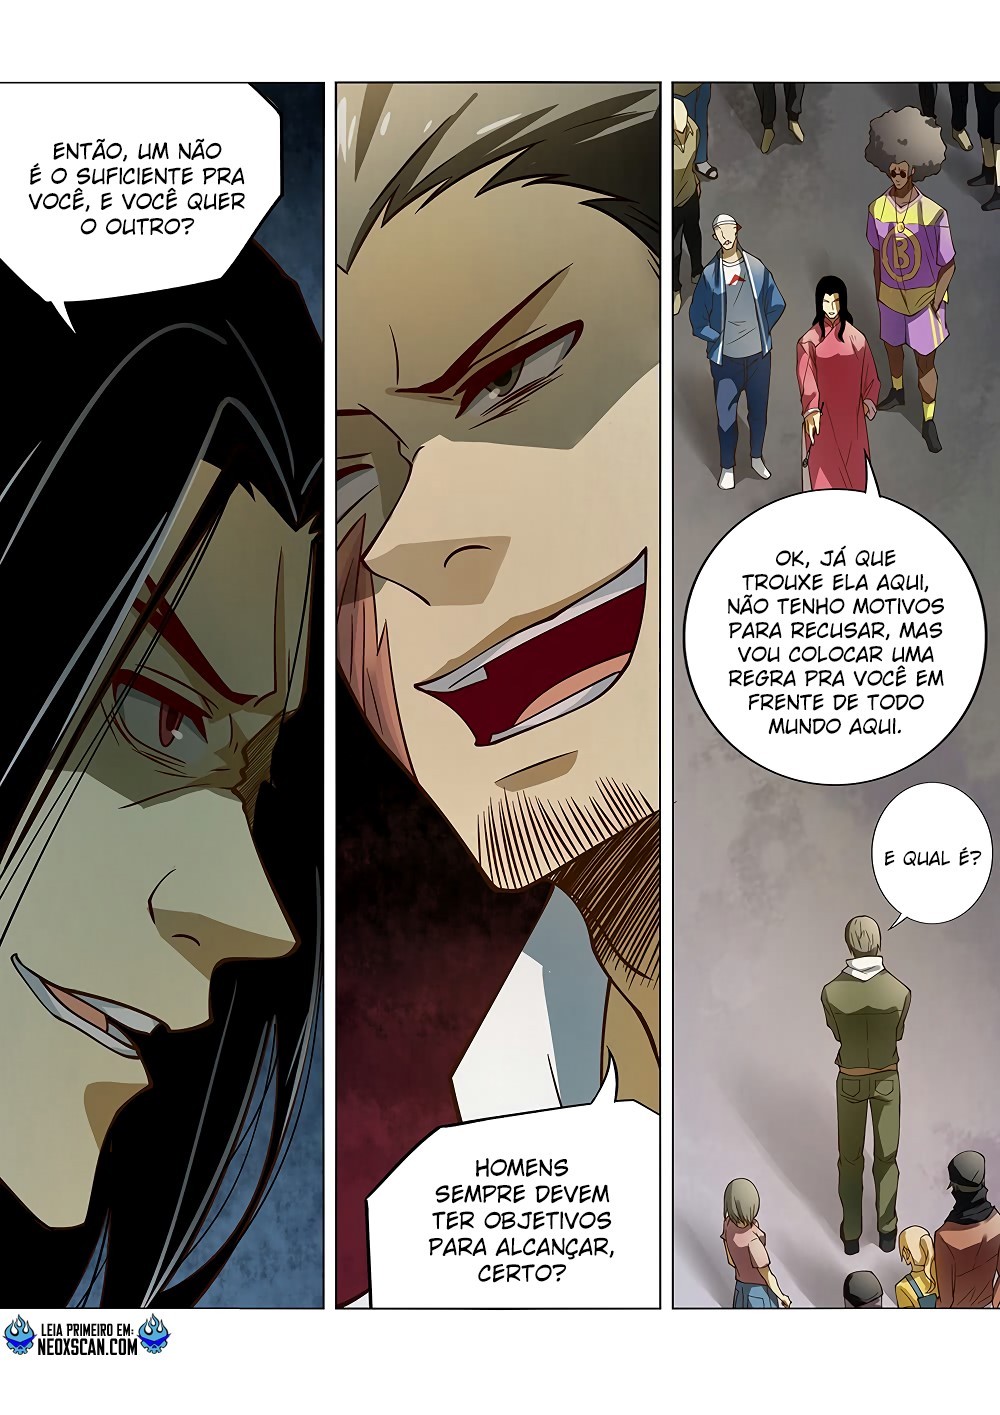 ENTÃO, UM NÃO
É O SUFICIENTE PRA
VOCÊ, E VOCÊ QUER
O OUTRO?
HOMENS
SEMPRE DEVEM
TER OBJETIVOS
PARA ALCANÇAR,
CERTO?
B
OK, JÁ QUE
TROUXE ELA AQUI,
NÃO TENHO MOTIVOS
PARA RECUSAR, MAS
VOU COLOCAR UMA
REGRA PRA VOCÊ EM
FRENTE DE TODO
MUNDO AQUI.
E QUAL É?
LEIA PRIMEIRO EM:
NEOXSCAN.COM